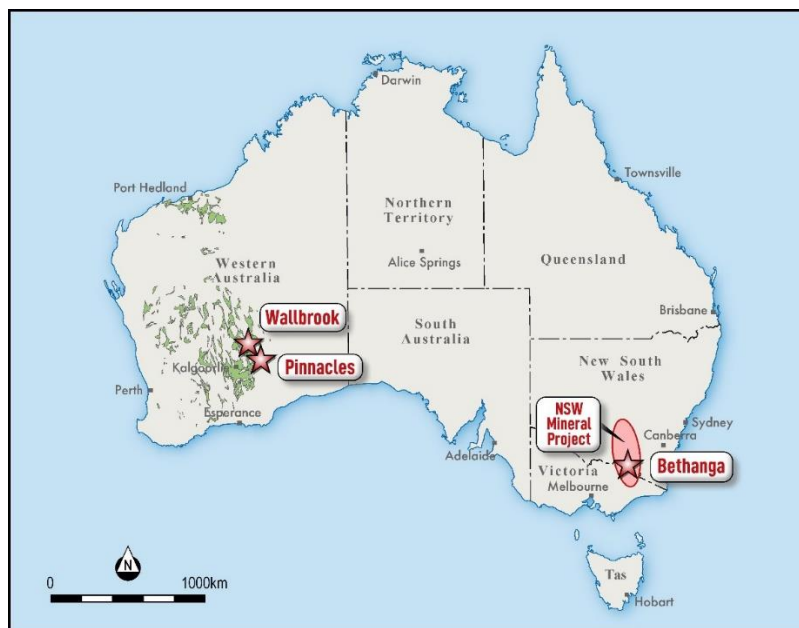 Darwin
Port Hedland
Townsville
Northern
Territory
Alice Springs
Western
Australia
Queensland
Wallbrook
Kalgoorlie
Pinnacles
South
Australia
Brisbane
New South
Wales
Perth
Esperance
NSW
Mineral
Project
Sydney
Canberra
Adelaide
Victoria
Bethanga
Melbourne
Tas
Hobart
N
0
1000km